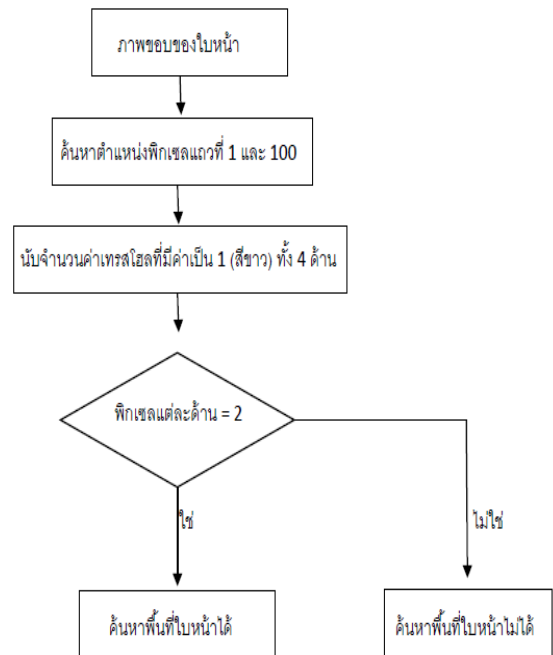 ภาพขอบของใบหน้า
ค้นหาตำแหน่งพิกเซลแถวที่ 1 และ 100
นับจำนวนค่าเทรสโฮลที่มีค่าเป็น 1 (สีขาว) ทั้ง 4 ด้าน
พิกเซลแต่ละด้าน = 2
ใช่
ไม่ใช่
ค้นหาพื้นที่ใบหน้าได้
ค้นหาพื้นที่ใบหน้าไม่ได้